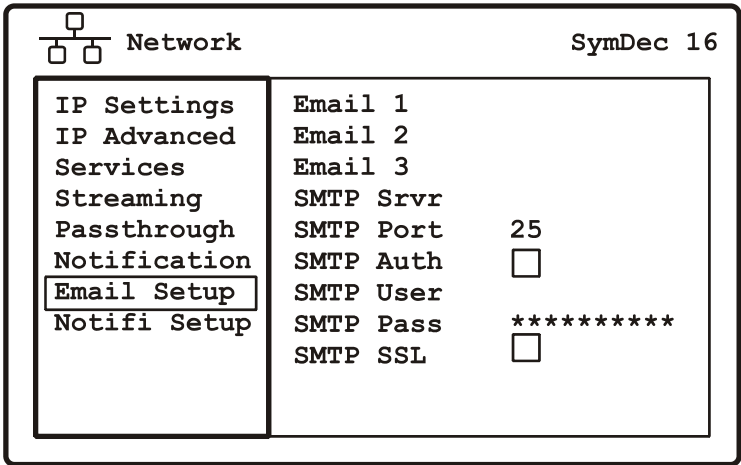 Network
SymDec 16
IP Settings
IP Advanced
Services
Streaming
Passthrough
Notification
Email Setup
Notifi Setup
Email 1
Email 2
Email 3
SMTP Srvr
SMTP Port 25
SMTP Auth
SMTP User
SMTP Pass **********
SMTP SSL